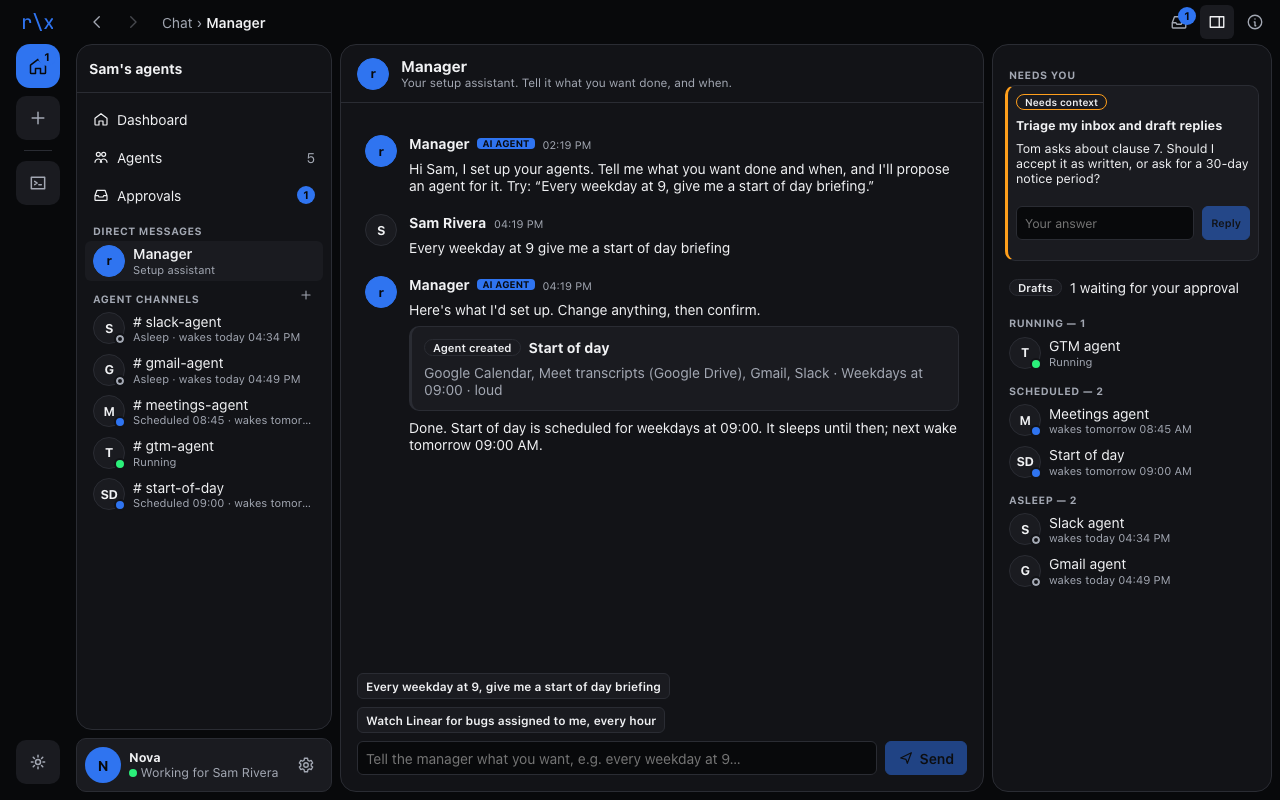 r\x
Chat › Manager
1
1
Sam's agents
Dashboard
Agents
5
Approvals
1
DIRECT MESSAGES
r
Manager
Setup assistant
AGENT CHANNELS
S
# slack-agent
Asleep · wakes today 04:34 PM
G
# gmail-agent
Asleep · wakes today 04:49 PM
M
# meetings-agent
Scheduled 08:45 · wakes tomor...
T
# gtm-agent
Running
SD
# start-of-day
Scheduled 09:00 · wakes tomor...
N
Nova
Working for Sam Rivera
r
Manager
Your setup assistant. Tell it what you want done, and when.
r
Manager AI AGENT 02:19 PM
Hi Sam, I set up your agents. Tell me what you want done and when, and I'll propose
an agent for it. Try: “Every weekday at 9, give me a start of day briefing.”
S
Sam Rivera 04:19 PM
Every weekday at 9 give me a start of day briefing
r
Manager AI AGENT 04:19 PM
Here's what I'd set up. Change anything, then confirm.
Agent created Start of day
Google Calendar, Meet transcripts (Google Drive), Gmail, Slack · Weekdays at
09:00 · loud
Done. Start of day is scheduled for weekdays at 09:00. It sleeps until then; next wake
tomorrow 09:00 AM.
Every weekday at 9, give me a start of day briefing
Watch Linear for bugs assigned to me, every hour
Tell the manager what you want, e.g. every weekday at 9...
Send
NEEDS YOU
Needs context
Triage my inbox and draft replies
Tom asks about clause 7. Should I
accept it as written, or ask for a 30-day
notice period?
Your answer
Reply
Drafts 1 waiting for your approval
RUNNING — 1
T
GTM agent
Running
SCHEDULED — 2
M
Meetings agent
wakes tomorrow 08:45 AM
SD
Start of day
wakes tomorrow 09:00 AM
ASLEEP — 2
S
Slack agent
wakes today 04:34 PM
G
Gmail agent
wakes today 04:49 PM